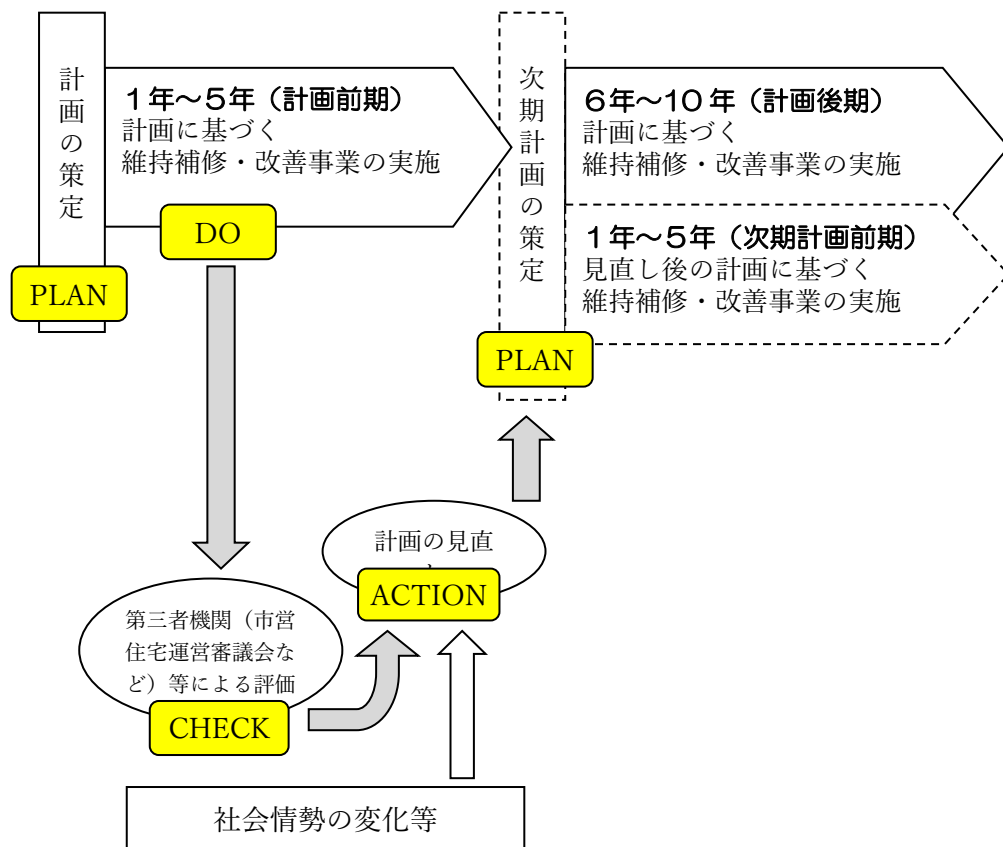 計画の策定
PLAN
１年～５年（計画前期）
計画に基づく
維持補修・改善事業の実施
DO
次期計画の策定
PLAN
６年～１０年（計画後期）
計画に基づく
維持補修・改善事業の実施
１年～５年（次期計画前期）
見直し後の計画に基づく
維持補修・改善事業の実施
計画の見直
ACTION
第三者機関（市営
住宅運営審議会な
ど）等による評価
CHECK
社会情勢の変化等